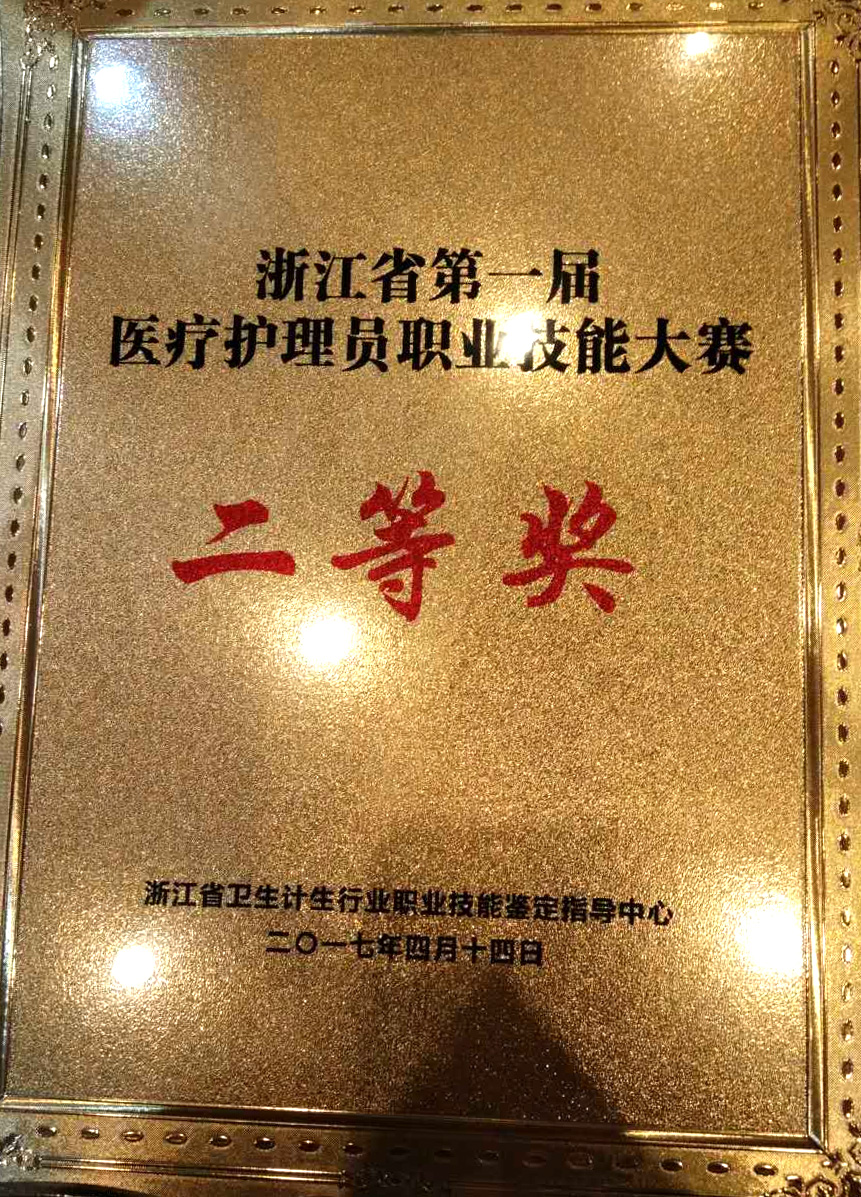 浙江省第一届
医疗护理员职业技能大赛
二等奖
浙江省卫生计生行业职业技能鉴定指导中心
二〇一七年四月十四日